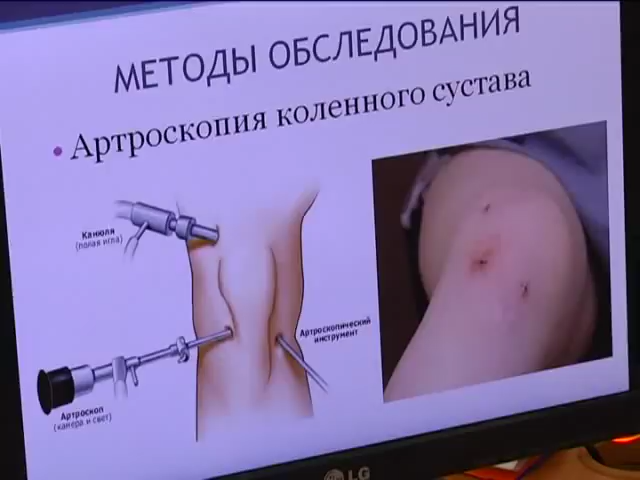 МЕТОДЫ ОБСЛЕДОВАНИЯ
• Артроскопия коленного сустава
Канюля
(полая игла)
Артроскопический
инструмент
Артроскоп
(камера и свет)
LG